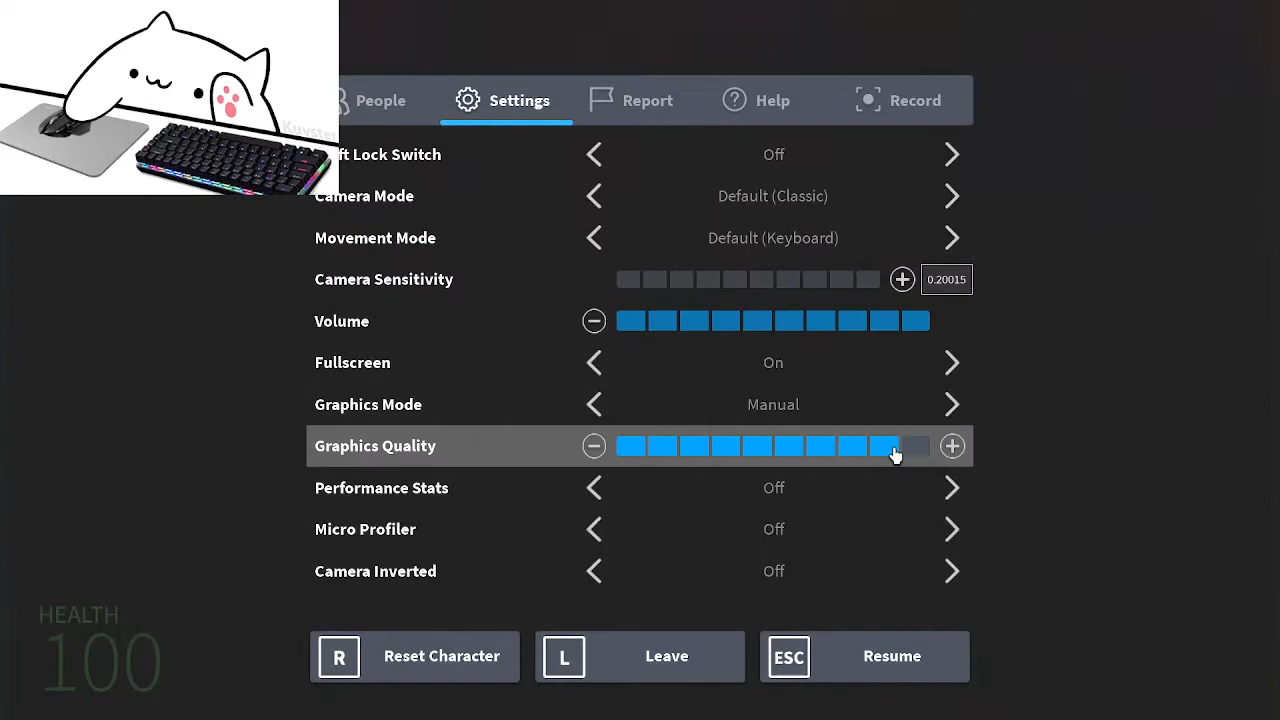 People Settings Report Help Record
Kuyster
ft Lock Switch Off
Camera Mode Default (Classic)
Movement Mode Default (Keyboard)
Camera Sensitivity 0.20015
Volume
Fullscreen On
Graphics Mode Manual
Graphics Quality
Performance Stats Off
Micro Profiler Off
Camera Inverted Off
HEALTH
100
R Reset Character L Leave ESC Resume